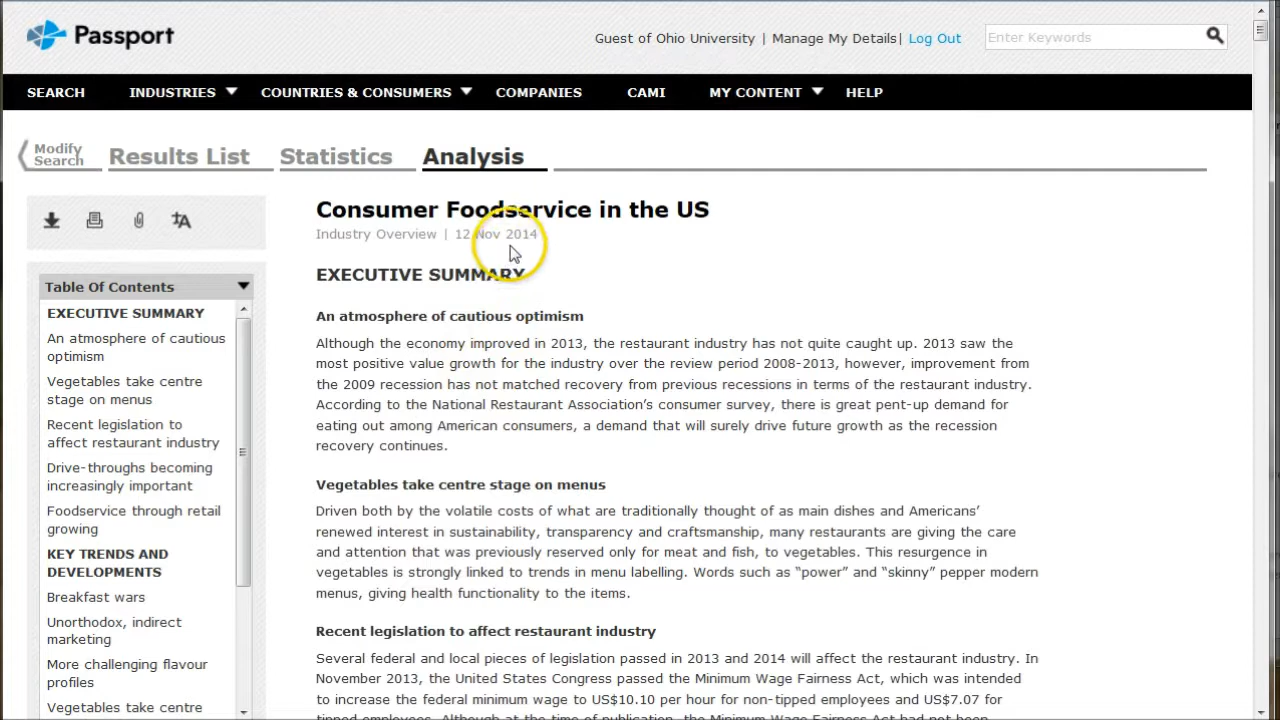 Passport
Guest of Ohio University | Manage My Details| Log Out
Enter Keywords
SEARCH INDUSTRIES COUNTRIES & CONSUMERS COMPANIES CAMI MY CONTENT HELP
Modify
Search
Results List Statistics Analysis
Consumer Foodservice in the US
Industry Overview | 12 Nov 2014
EXECUTIVE SUMMARY
An atmosphere of cautious optimism
Although the economy improved in 2013, the restaurant industry has not quite caught up. 2013 saw the
most positive value growth for the industry over the review period 2008-2013, however, improvement from
the 2009 recession has not matched recovery from previous recessions in terms of the restaurant industry.
According to the National Restaurant Association’s consumer survey, there is great pent-up demand for
eating out among American consumers, a demand that will surely drive future growth as the recession
recovery continues.
Vegetables take centre stage on menus
Driven both by the volatile costs of what are traditionally thought of as main dishes and Americans’
renewed interest in sustainability, transparency and craftsmanship, many restaurants are giving the care
and attention that was previously reserved only for meat and fish, to vegetables. This resurgence in
vegetables is strongly linked to trends in menu labelling. Words such as “power” and “skinny” pepper modern
menus, giving health functionality to the items.
Recent legislation to affect restaurant industry
Several federal and local pieces of legislation passed in 2013 and 2014 will affect the restaurant industry. In
November 2013, the United States Congress passed the Minimum Wage Fairness Act, which was intended
to increase the federal minimum wage to US$10.10 per hour for non-tipped employees and US$7.07 for
tipped employees. Although at the time of publication, the Minimum Wage Fairness Act had not been
Table Of Contents
EXECUTIVE SUMMARY
An atmosphere of cautious
optimism
Vegetables take centre
stage on menus
Recent legislation to
affect restaurant industry
Drive-throughs becoming
increasingly important
Foodservice through retail
growing
KEY TRENDS AND
DEVELOPMENTS
Breakfast wars
Unorthodox, indirect
marketing
More challenging flavour
profiles
Vegetables take centre